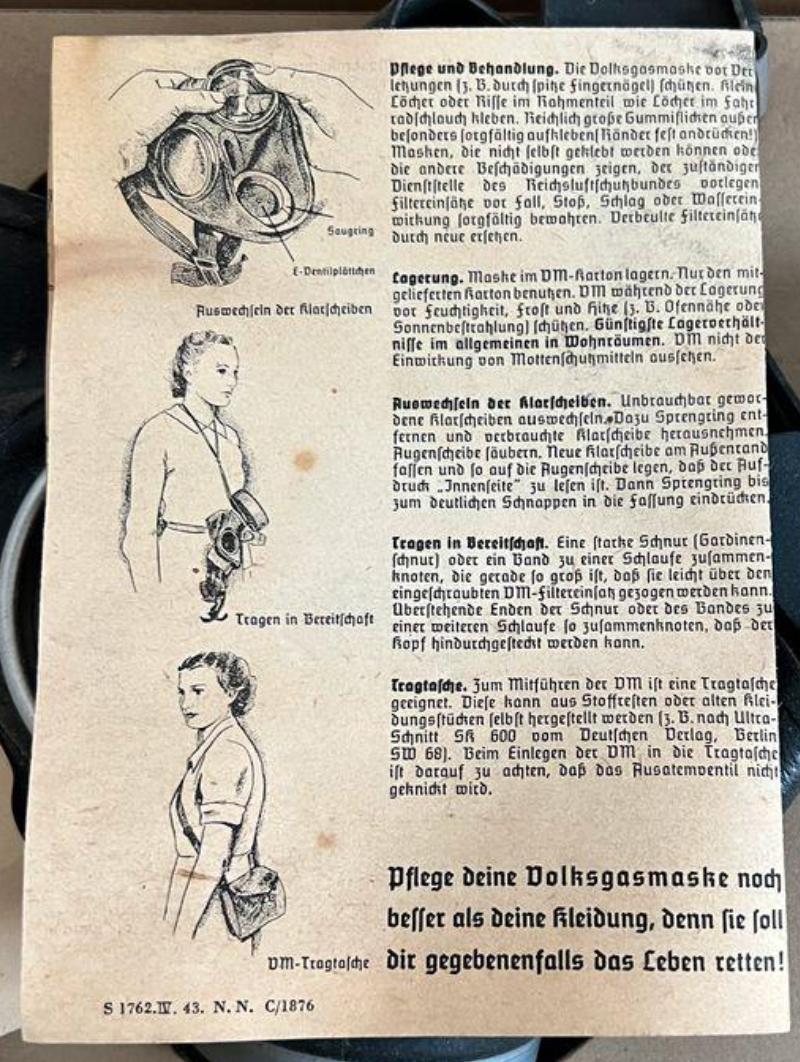 Pflege und Behandlung. Die Volksgasmaske vor Ver
letzungen (z. B. durch spitze Fingernägel) schützen. Klein
Löcher oder Risse im Rahmenteil wie Löcher im Fahr
radschlauch kleben. Reichlich große Gummiflicken außer
besonders sorgfältig aufkleben (Ränder fest andrücken!)
Masken, die nicht selbst geklebt werden können ode
die andere Beschädigungen zeigen, der zuständigen
Dienststelle des Reichsluftschutzbundes vorlegen
Filtereinsätze vor Fall, Stoß, Schlag oder Wasserein-
wirkung sorgfältig bewahren. Verbeulte Filtereinsätz
durch neue ersetzen.
Saugring
E-Ventilplättchen
Auswechseln der Klarscheiben
Lagerung. Maske im VM-Karton lagern. Nur den mit-
gelieferten Karton benutzen. VM während der Lagerung
vor Feuchtigkeit, Frost und Hitze (z. B. Ofennähe oder
Sonnenbestrahlung) schützen. Günstigste Lagerverhält-
nisse im allgemeinen in Wohnräumen. VM nicht der
Einwirkung von Mottenschutzmitteln aussetzen.
Auswechseln der Klarscheiben. Unbrauchbar gewor-
dene Klarscheiben auswechseln. Dazu Sprengring ent-
fernen und verbrauchte Klarscheibe herausnehmen.
Augenscheibe säubern. Neue Klarscheibe am Außenrand
fassen und so auf die Augenscheibe legen, daß der Auf-
druck „Innenseite" zu lesen ist. Dann Sprengring bis
zum deutlichen Schnappen in die Fassung eindrücken.
Tragen in Bereitschaft. Eine starke Schnur (Gardinen-
schnur) oder ein Band zu einer Schlaufe zusammen-
knoten, die gerade so groß ist, daß sie leicht über den
eingeschraubten VM-Filtereinsatz gezogen werden kann.
Überstehende Enden der Schnur oder des Bandes zu
einer weiteren Schlaufe so zusammenknoten, daß der
Kopf hindurchgesteckt werden kann.
Tragen in Bereitschaft
Tragtasche. Zum Mitführen der VM ist eine Tragtasche
geeignet. Diese kann aus Stoffresten oder alten Klei-
dungsstücken selbst hergestellt werden (z. B. nach Ultra-
Schnitt SK 600 vom Deutschen Verlag, Berlin
SW 68). Beim Einlegen der VM in die Tragtasche
ist darauf zu achten, daß das Ausatemventil nicht
geknickt wird.
VM-Tragtasche
Pflege deine Volksgasmaske noch
besser als deine Kleidung, denn sie soll
dir gegebenenfalls das Leben retten!
S 1762.IV. 43. N. N. C/1876